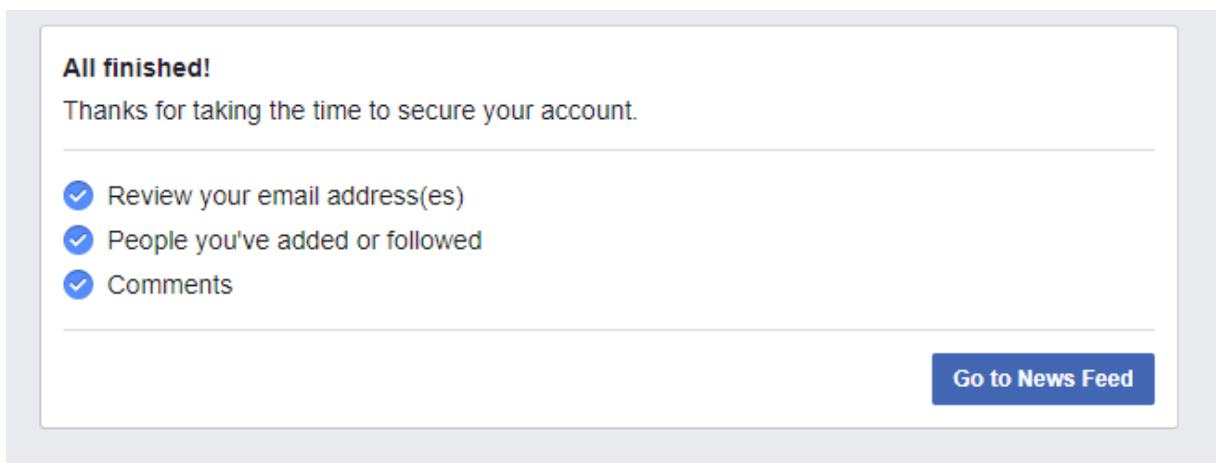 All finished!
Thanks for taking the time to secure your account.
Review your email address(es)
People you've added or followed
Comments
Go to News Feed